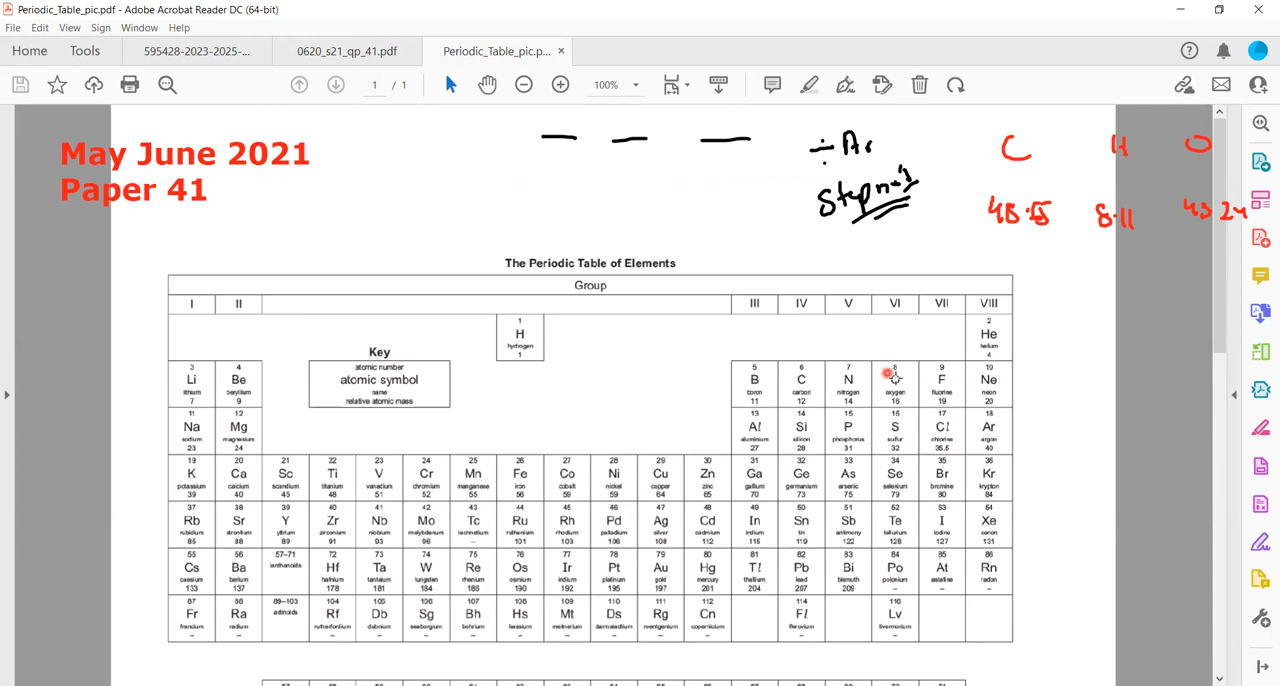 Periodic_Table_pic.pdf - Adobe Acrobat Reader DC (64-bit)
File Edit View Sign Window Help
Home Tools 595428-2023-2025-... 0620_s21_qp_41.pdf Periodic_Table_pic.p... ×
1 / 1 100%
May June 2021
Paper 41
÷ Ar
Step no 1
C H O
48.65 8.11 43.24
The Periodic Table of Elements
Group
I II III IV V VI VII VIII
1 2
H He
hydrogen helium
1 4
Key
3 4 atomic number 5 6 7 8 9 10
Li Be atomic symbol B C N F Ne
lithium beryllium name boron carbon nitrogen oxygen fluorine neon
7 9 relative atomic mass 11 12 14 16 19 20
11 12 13 14 15 16 17 18
Na Mg Al Si P S Cl Ar
sodium magnesium aluminium silicon phosphorus sulfur chlorine argon
23 24 27 28 31 32 35.5 40
19 20 21 22 23 24 25 26 27 28 29 30 31 32 33 34 35 36
K Ca Sc Ti V Cr Mn Fe Co Ni Cu Zn Ga Ge As Se Br Kr
potassium calcium scandium titanium vanadium chromium manganese iron cobalt nickel copper zinc gallium germanium arsenic selenium bromine krypton
39 40 45 48 51 52 55 56 59 59 64 65 70 73 75 79 80 84
37 38 39 40 41 42 43 44 45 46 47 48 49 50 51 52 53 54
Rb Sr Y Zr Nb Mo Tc Ru Rh Pd Ag Cd In Sn Sb Te I Xe
rubidium strontium yttrium zirconium niobium molybdenum technetium ruthenium rhodium palladium silver cadmium indium tin antimony tellurium iodine xenon
85 88 89 91 93 96 – 101 103 106 108 112 115 119 122 128 127 131
55 56 57–71 72 73 74 75 76 77 78 79 80 81 82 83 84 85 86
Cs Ba lanthanoids Hf Ta W Re Os Ir Pt Au Hg Tl Pb Bi Po At Rn
caesium barium hafnium tantalum tungsten rhenium osmium iridium platinum gold mercury thallium lead bismuth polonium astatine radon
133 137 178 181 184 186 190 192 195 197 201 204 207 209 – – –
87 88 89–103 104 105 106 107 108 109 110 111 112 114 116
Fr Ra actinoids Rf Db Sg Bh Hs Mt Ds Rg Cn Fl Lv
francium radium rutherfordium dubnium seaborgium bohrium hassium meitnerium darmstadtium roentgenium copernicium flerovium livermorium
– – – – – – – – – – – – –